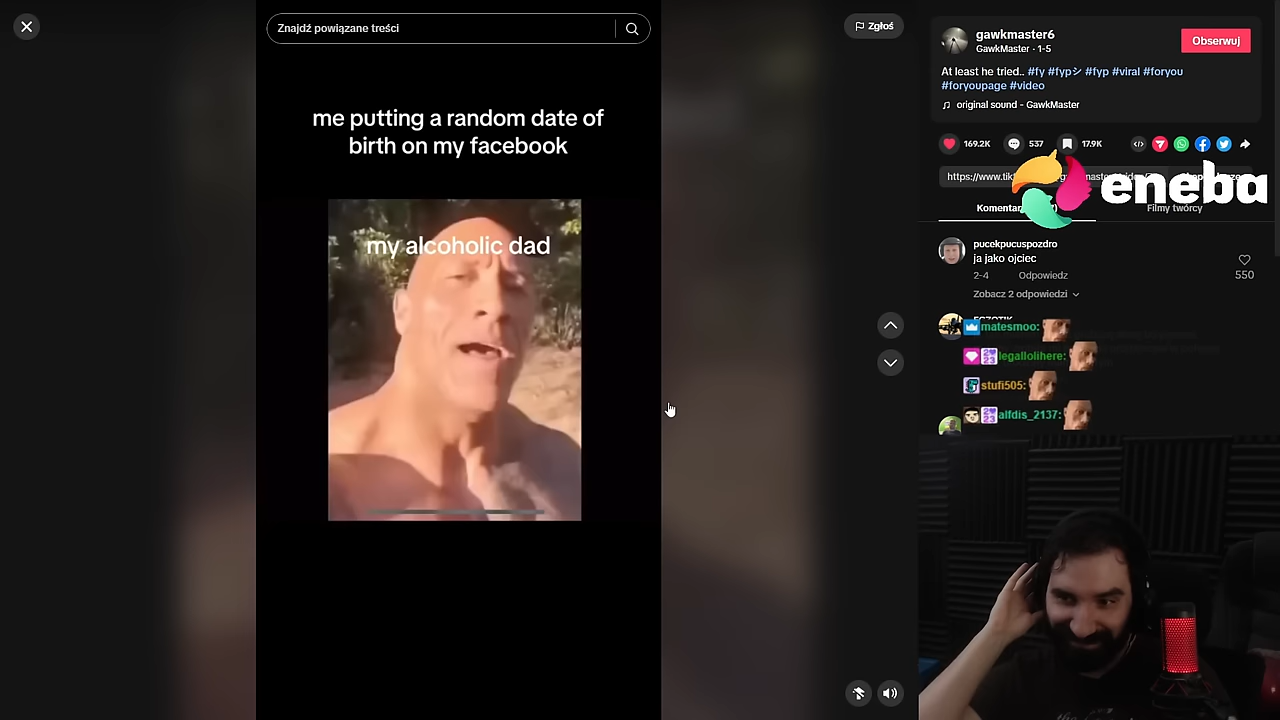 Znajdź powiązane treści
Zgłoś
me putting a random date of
birth on my facebook
my alcoholic dad
gawkmaster6
GawkMaster · 1-5
Obserwuj
At least he tried.. #fy #fypシ #fyp #viral #foryou
#foryoupage #video
original sound - GawkMaster
169.2K
537
17.9K
https://www.tik
eneba
Filmy twórcy
pucekpucuspozdro
ja jako ojciec
2-4 Odpowiedz
550
Zobacz 2 odpowiedzi
matesmoo:
legallolihere:
stufi505:
alfdis_2137: